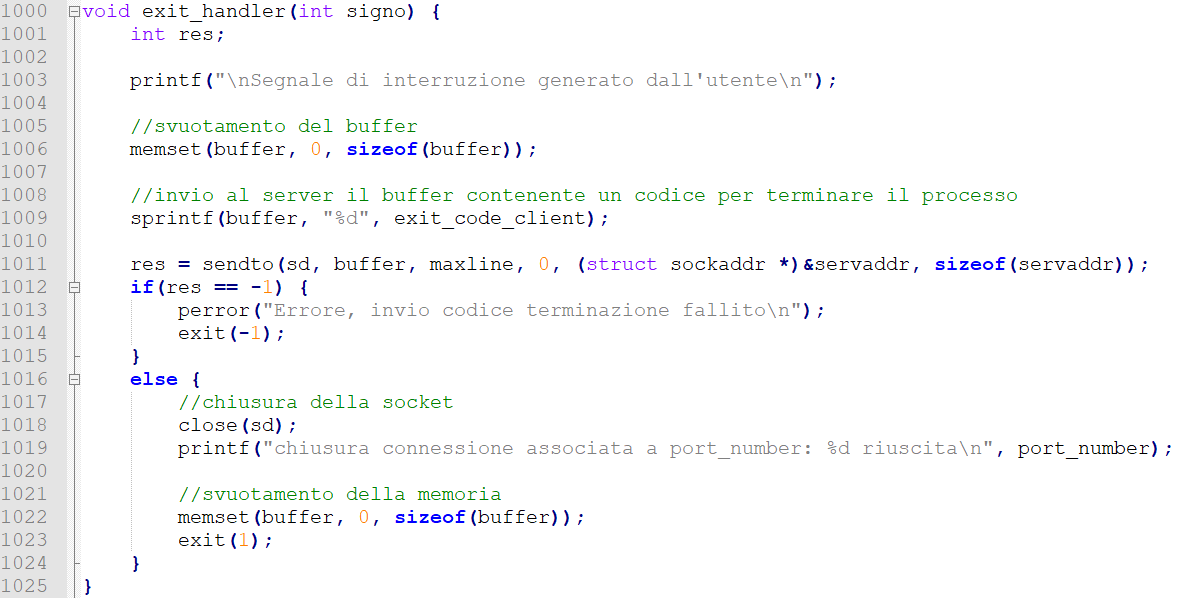 1000 void exit_handler(int signo) {
1001     int res;
1002
1003     printf("\nSegnale di interruzione generato dall'utente\n");
1004
1005     //svuotamento del buffer
1006     memset(buffer, 0, sizeof(buffer));
1007
1008     //invio al server il buffer contenente un codice per terminare il processo
1009     sprintf(buffer, "%d", exit_code_client);
1010
1011     res = sendto(sd, buffer, maxline, 0, (struct sockaddr *)&servaddr, sizeof(servaddr));
1012     if(res == -1) {
1013         perror("Errore, invio codice terminazione fallito\n");
1014         exit(-1);
1015     }
1016     else {
1017         //chiusura della socket
1018         close(sd);
1019         printf("chiusura connessione associata a port_number: %d riuscita\n", port_number);
1020
1021         //svuotamento della memoria
1022         memset(buffer, 0, sizeof(buffer));
1023         exit(1);
1024     }
1025 }